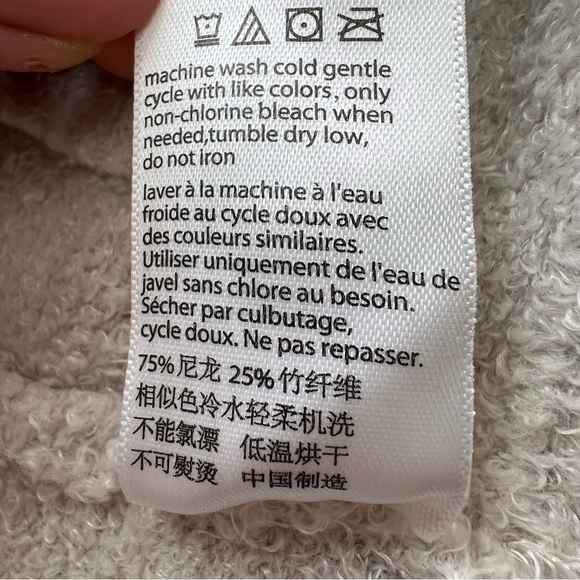 machine wash cold gentle
cycle with like colors, only
non-chlorine bleach when
needed,tumble dry low,
do not iron
laver à la machine à l'eau
froide au cycle doux avec
des couleurs similaires.
Utiliser uniquement de l'eau de
javel sans chlore au besoin.
Sécher par culbutage,
cycle doux. Ne pas repasser.
75%尼龙 25%竹纤维
相似色冷水轻柔机洗
不能氯漂 低温烘干
不可熨烫 中国制造